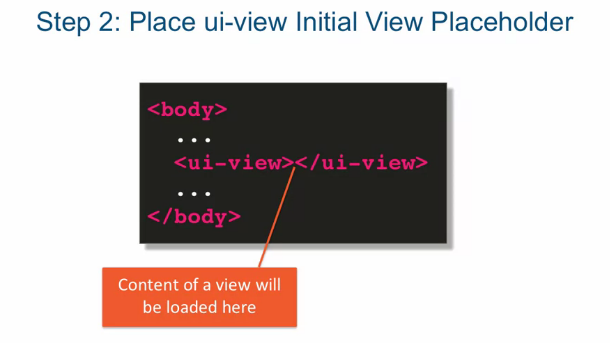 Step 2: Place ui-view Initial View Placeholder
<body>
...
<ui-view></ui-view>
...
</body>
Content of a view will
be loaded here